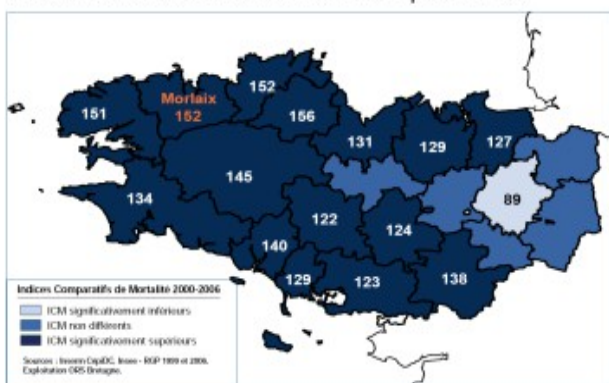 152
Morlaix
152
151
156
131
129
127
145
89
134
122
124
140
129
123
138
Indices Comparatifs de Mortalité 2000-2006
ICM significativement inférieurs
ICM non différents
ICM significativement supérieurs
Sources : Inserm CépiDC, Insee - RGP 1999 et 2006.
Exploitation ORS Bretagne.